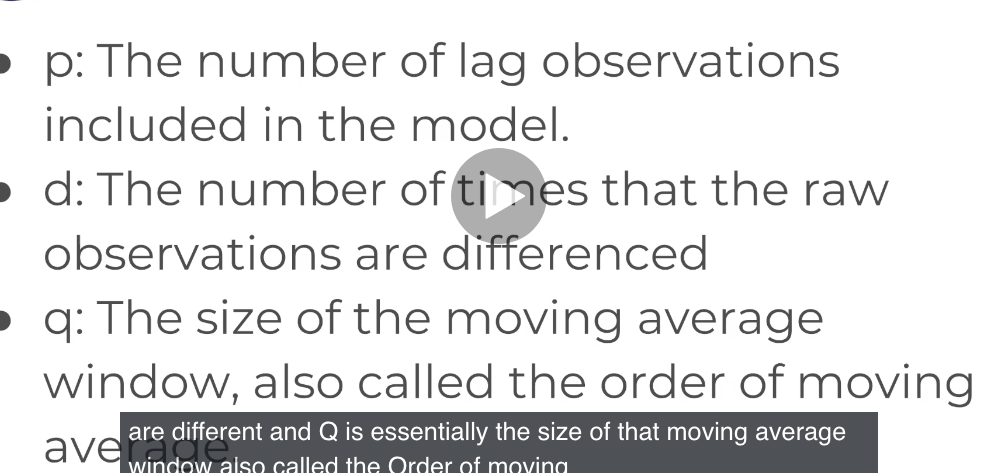 • p: The number of lag observations
included in the model.
• d: The number of times that the raw
observations are differenced
• q: The size of the moving average
window, also called the order of moving
average
are different and Q is essentially the size of that moving average
window also called the Order of moving